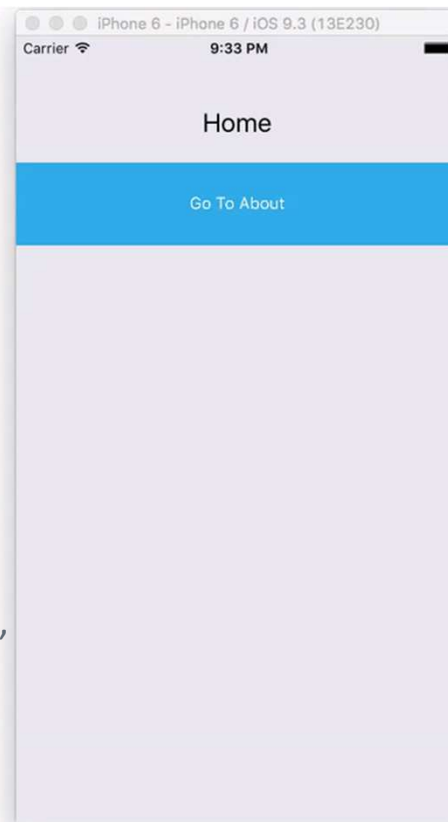 iPhone 6 - iPhone 6 / iOS 9.3 (13E230)
Carrier 9:33 PM
Home
Go To About
,